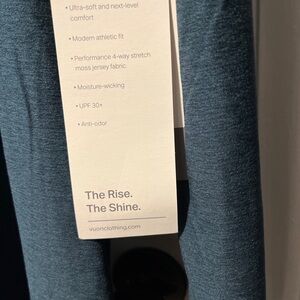 • Ultra-soft and next-level
comfort
• Modern athletic fit
• Performance 4-way stretch
moss jersey fabric
• Moisture-wicking
• UPF 30+
• Anti-odor
The Rise.
The Shine.
vuoriclothing.com